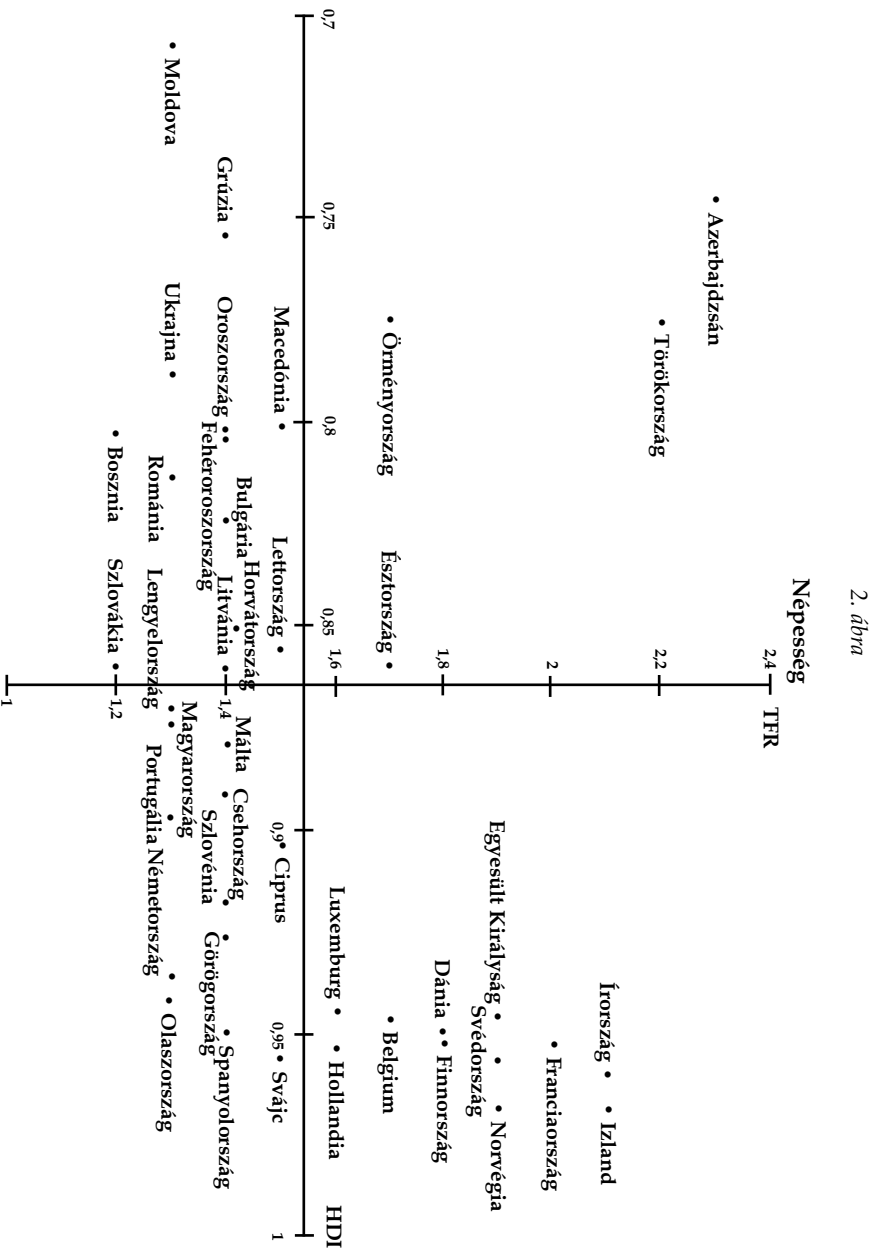 2. ábra
Népesség
TFR
2,4
2,2
2
1,8
1,6
1,4
1,2
1
0,7
0,75
0,8
0,85
0,9
0,95
1
HDI
Azerbajdzsán
Törökország
Írország
Izland
Franciaország
Egyesült Királyság
Norvégia
Svédország
Dánia
Finnország
Örményország
Észtország
Belgium
Luxemburg
Hollandia
Macedónia
Lettország
Ciprus
Svájc
Horvátország
Bulgária
Málta
Csehország
Grúzia
Oroszország
Litvánia
Spanyolország
Fehéroroszország
Szlovénia
Görögország
Magyarország
Moldova
Ukrajna
Olaszország
Románia
Lengyelország
Portugália
Németország
Bosznia
Szlovákia